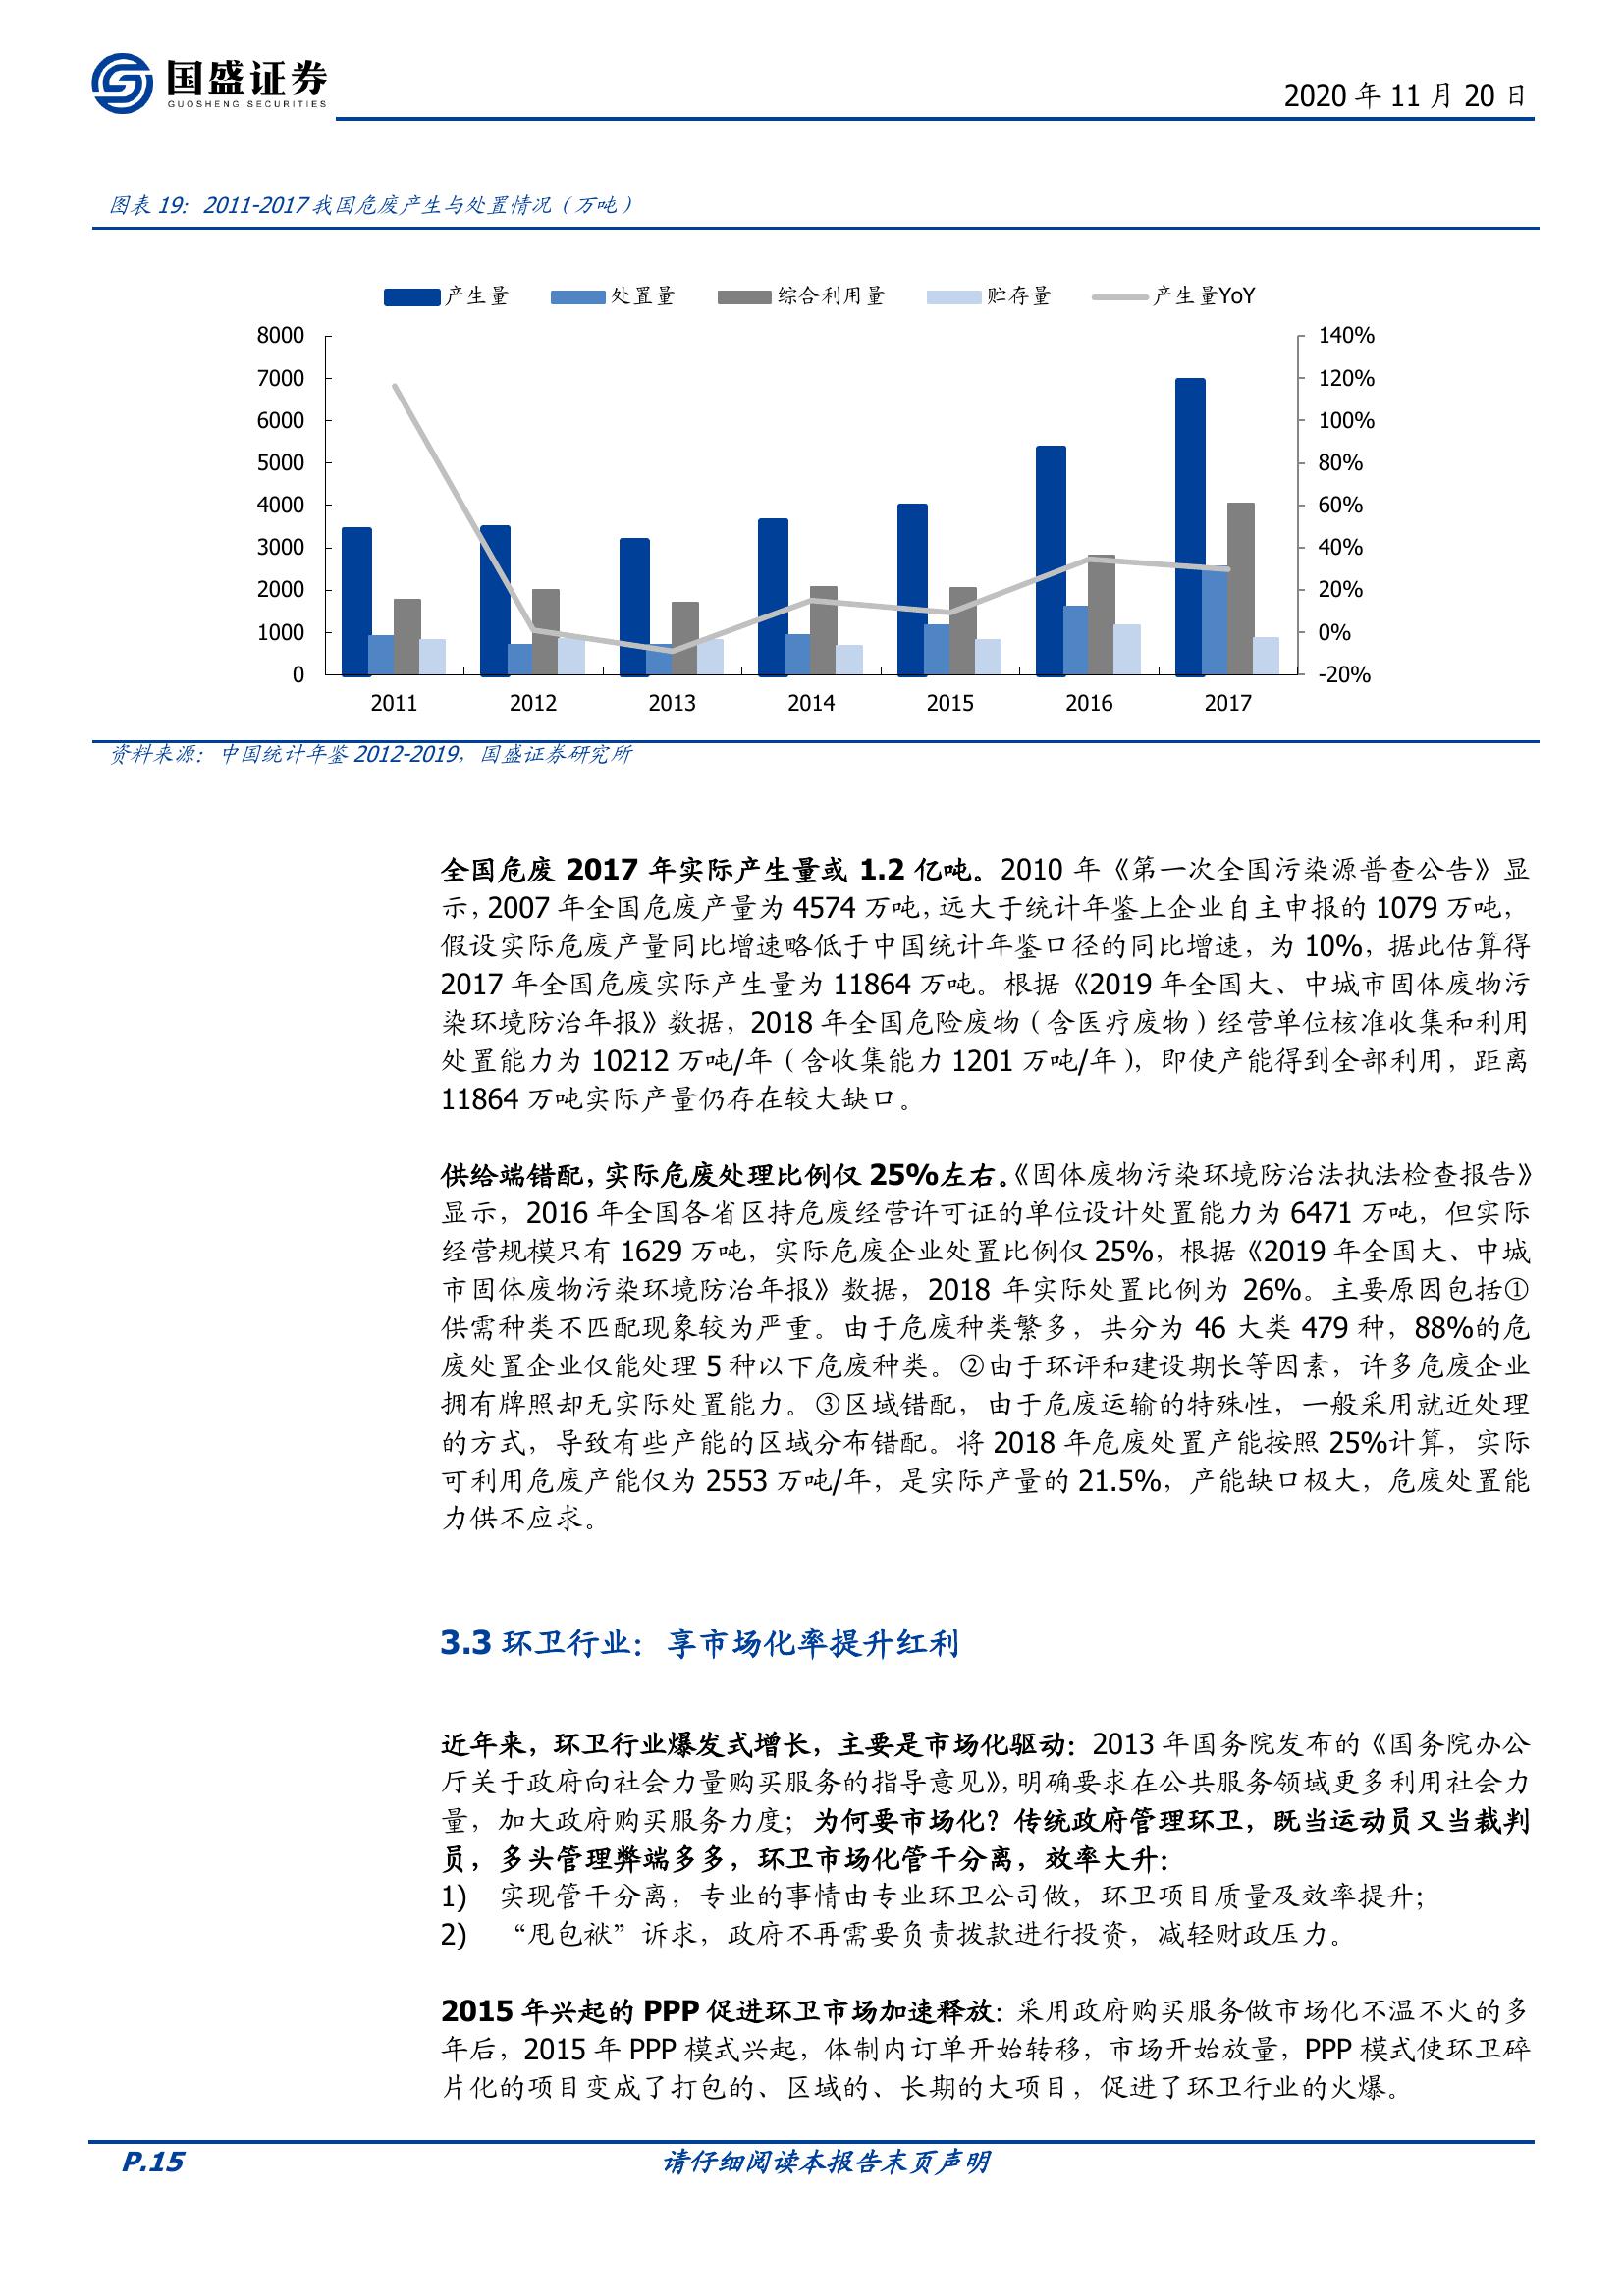 国盛证券
GUOSHENG SECURITIES
2020 年 11 月 20 日
图表 19：2011-2017 我国危废产生与处置情况（万吨）
产生量 处置量 综合利用量 贮存量 产生量YoY
8000 140%
7000 120%
6000 100%
5000 80%
4000 60%
3000 40%
2000 20%
1000 0%
0 -20%
2011 2012 2013 2014 2015 2016 2017
资料来源：中国统计年鉴 2012-2019，国盛证券研究所
全国危废 2017 年实际产生量或 1.2 亿吨。2010 年《第一次全国污染源普查公告》显
示，2007 年全国危废产量为 4574 万吨，远大于统计年鉴上企业自主申报的 1079 万吨，
假设实际危废产量同比增速略低于中国统计年鉴口径的同比增速，为 10%，据此估算得
2017 年全国危废实际产生量为 11864 万吨。根据《2019 年全国大、中城市固体废物污
染环境防治年报》数据，2018 年全国危险废物（含医疗废物）经营单位核准收集和利用
处置能力为 10212 万吨/年（含收集能力 1201 万吨/年），即使产能得到全部利用，距离
11864 万吨实际产量仍存在较大缺口。
供给端错配，实际危废处理比例仅 25%左右。《固体废物污染环境防治法执法检查报告》
显示，2016 年全国各省区持危废经营许可证的单位设计处置能力为 6471 万吨，但实际
经营规模只有 1629 万吨，实际危废企业处置比例仅 25%，根据《2019 年全国大、中城
市固体废物污染环境防治年报》数据，2018 年实际处置比例为 26%。主要原因包括①
供需种类不匹配现象较为严重。由于危废种类繁多，共分为 46 大类 479 种，88%的危
废处置企业仅能处理 5 种以下危废种类。②由于环评和建设期长等因素，许多危废企业
拥有牌照却无实际处置能力。③区域错配，由于危废运输的特殊性，一般采用就近处理
的方式，导致有些产能的区域分布错配。将 2018 年危废处置产能按照 25%计算，实际
可利用危废产能仅为 2553 万吨/年，是实际产量的 21.5%，产能缺口极大，危废处置能
力供不应求。
3.3 环卫行业：享市场化率提升红利
近年来，环卫行业爆发式增长，主要是市场化驱动：2013 年国务院发布的《国务院办公
厅关于政府向社会力量购买服务的指导意见》，明确要求在公共服务领域更多利用社会力
量，加大政府购买服务力度；为何要市场化？传统政府管理环卫，既当运动员又当裁判
员，多头管理弊端多多，环卫市场化管干分离，效率大升：
1) 实现管干分离，专业的事情由专业环卫公司做，环卫项目质量及效率提升；
2) “甩包袱”诉求，政府不再需要负责拨款进行投资，减轻财政压力。
2015 年兴起的 PPP 促进环卫市场加速释放：采用政府购买服务做市场化不温不火的多
年后，2015 年 PPP 模式兴起，体制内订单开始转移，市场开始放量，PPP 模式使环卫碎
片化的项目变成了打包的、区域的、长期的大项目，促进了环卫行业的火爆。
P.15 请仔细阅读本报告末页声明